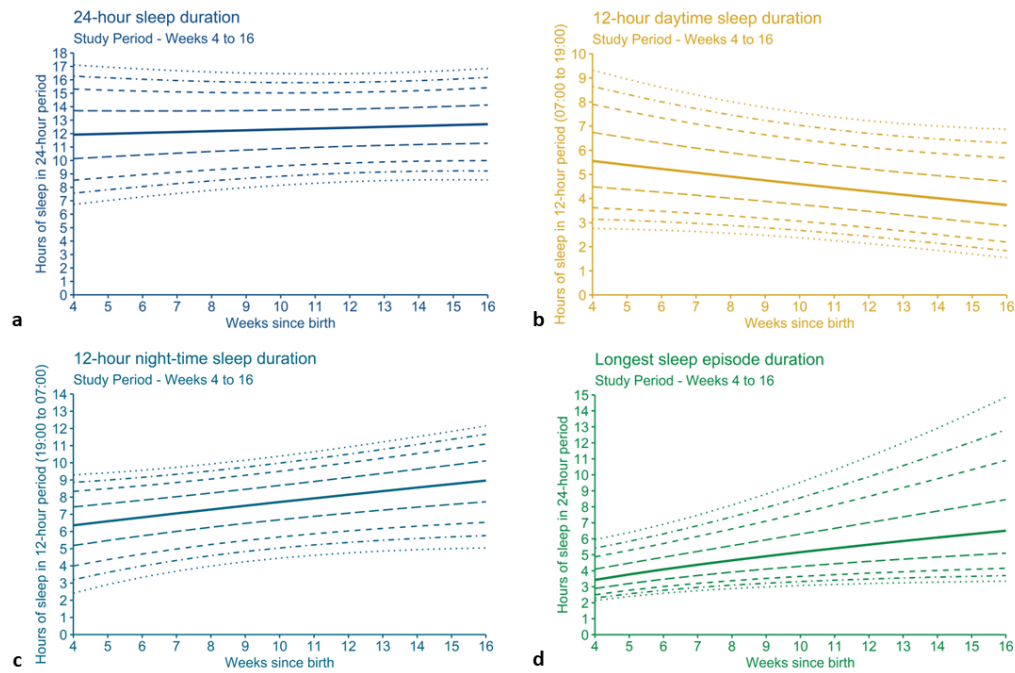 24-hour sleep duration
Study Period - Weeks 4 to 16
Hours of sleep in 24-hour period
18
17
16
15
14
13
12
11
10
9
8
7
6
5
4
3
2
1
0
4 5 6 7 8 9 10 11 12 13 14 15 16
Weeks since birth
a
12-hour daytime sleep duration
Study Period - Weeks 4 to 16
Hours of sleep in 12-hour period (07:00 to 19:00)
10
9
8
7
6
5
4
3
2
1
0
4 5 6 7 8 9 10 11 12 13 14 15 16
Weeks since birth
b
12-hour night-time sleep duration
Study Period - Weeks 4 to 16
Hours of sleep in 12-hour period (19:00 to 07:00)
14
13
12
11
10
9
8
7
6
5
4
3
2
1
0
4 5 6 7 8 9 10 11 12 13 14 15 16
Weeks since birth
c
Longest sleep episode duration
Study Period - Weeks 4 to 16
Hours of sleep in 24-hour period
15
14
13
12
11
10
9
8
7
6
5
4
3
2
1
0
4 5 6 7 8 9 10 11 12 13 14 15 16
Weeks since birth
d